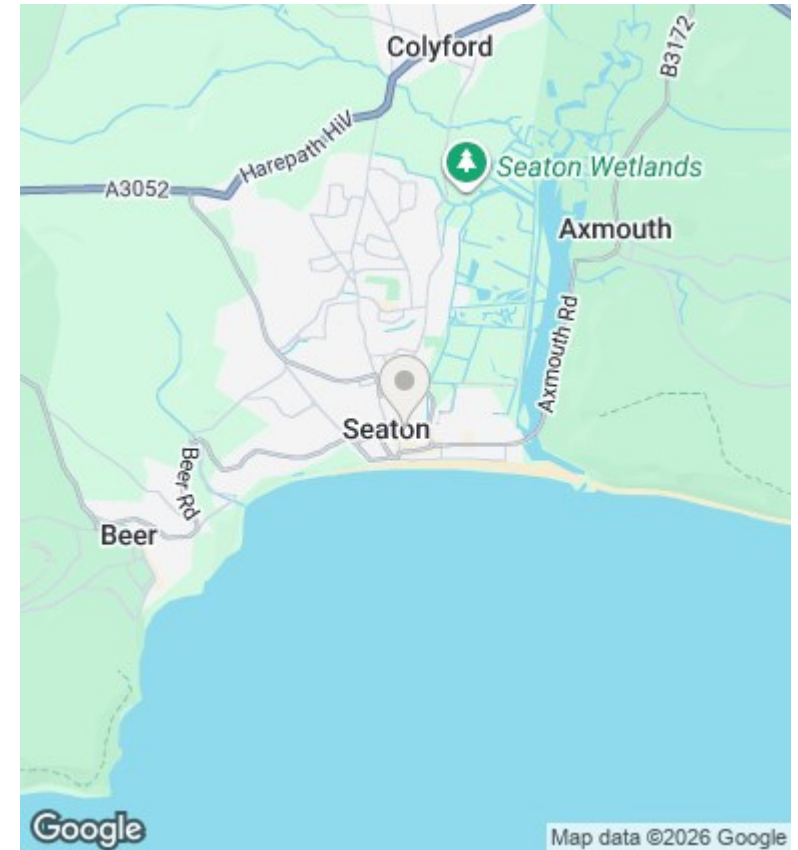 Colyford
B3172
Harepath Hill
Seaton Wetlands
A3052
Axmouth
Axmouth Rd
Seaton
Beer Rd
Beer
Google
Map data ©2026 Google